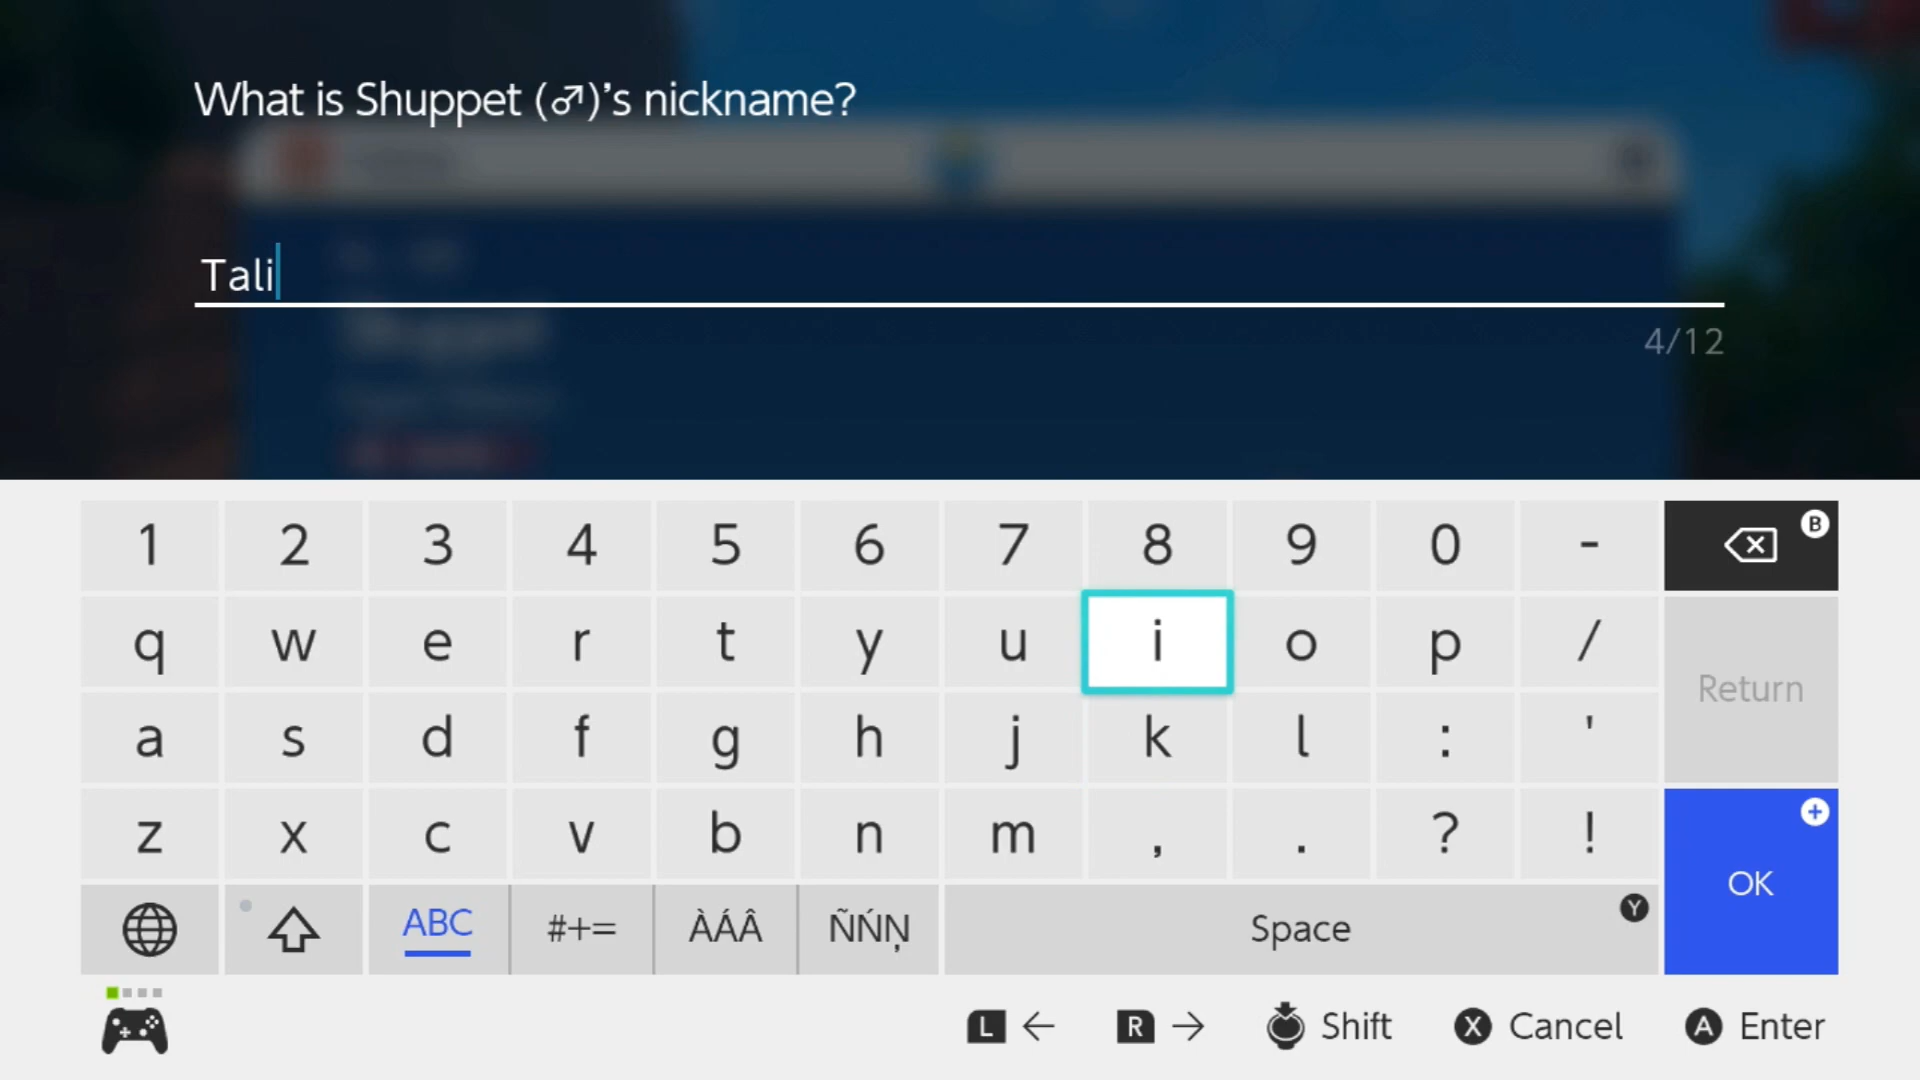 What is Shuppet (♂)'s nickname?
Tali
4/12
1 2 3 4 5 6 7 8 9 0 - B
q w e r t y u i o p /
Return
a s d f g h j k l : '
z x c v b n m , . ? ! +
OK
ABC #+= ÀÁÂ ÑŃŅ Space Y
L ← R → Shift X Cancel A Enter